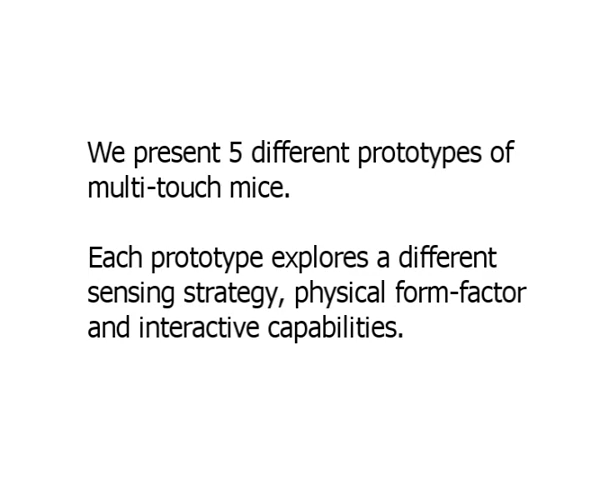 We present 5 different prototypes of
multi-touch mice.
Each prototype explores a different
sensing strategy, physical form-factor
and interactive capabilities.